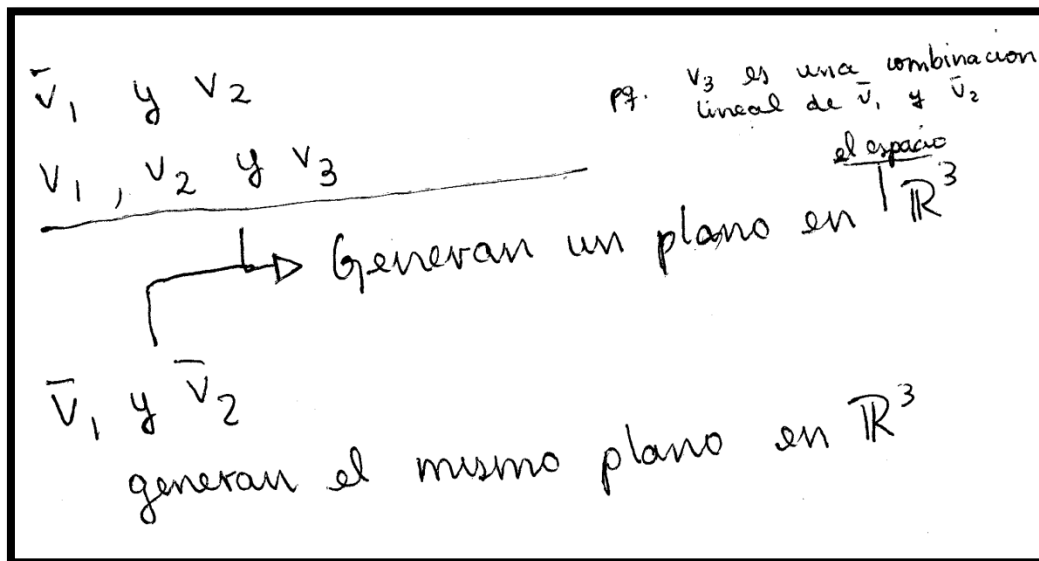 v̄₁ y v₂
pq. v₃ es una combinacion
lineal de v̄₁ y v̄₂
v₁, v₂ y v₃
el espacio
Generan un plano en ℝ³
v̄₁ y v̄₂
generan el mismo plano en ℝ³